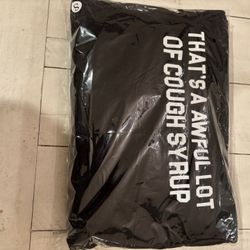 THAT'S A AWFUL LOT
OF COUGH SYRUP